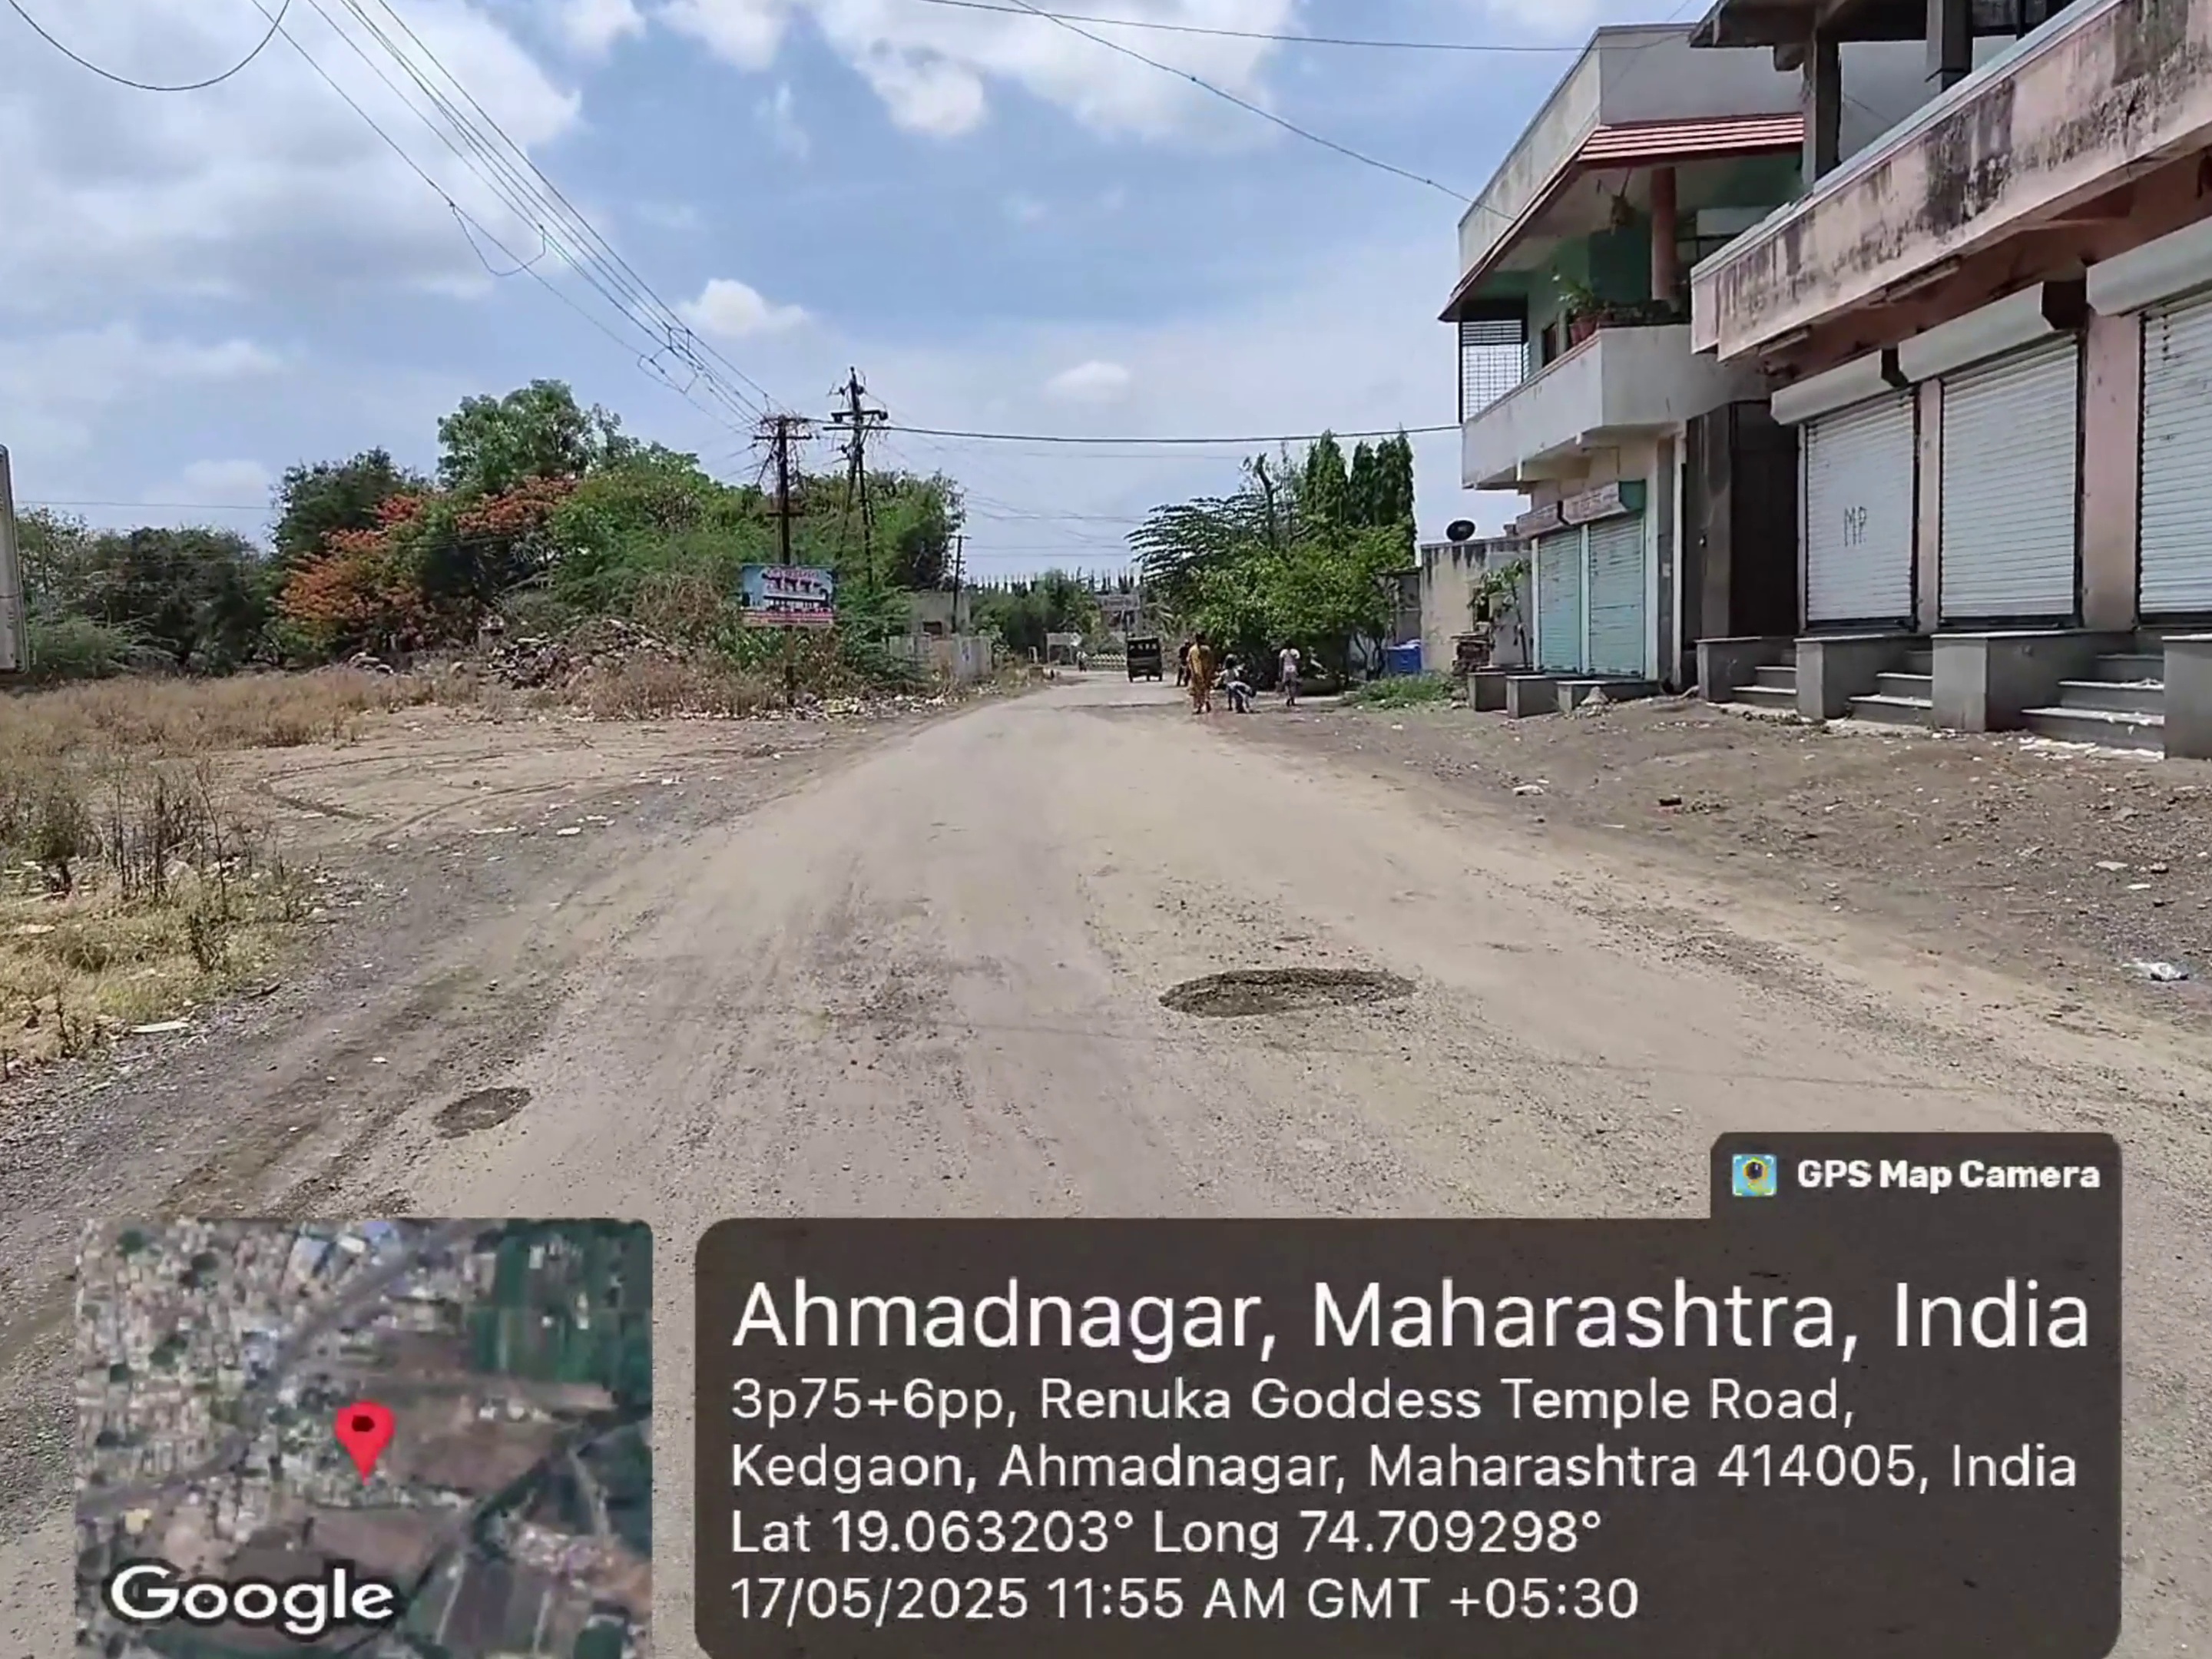 MP
GPS Map Camera
Ahmadnagar, Maharashtra, India
3p75+6pp, Renuka Goddess Temple Road,
Kedgaon, Ahmadnagar, Maharashtra 414005, India
Lat 19.063203° Long 74.709298°
17/05/2025 11:55 AM GMT +05:30
Google